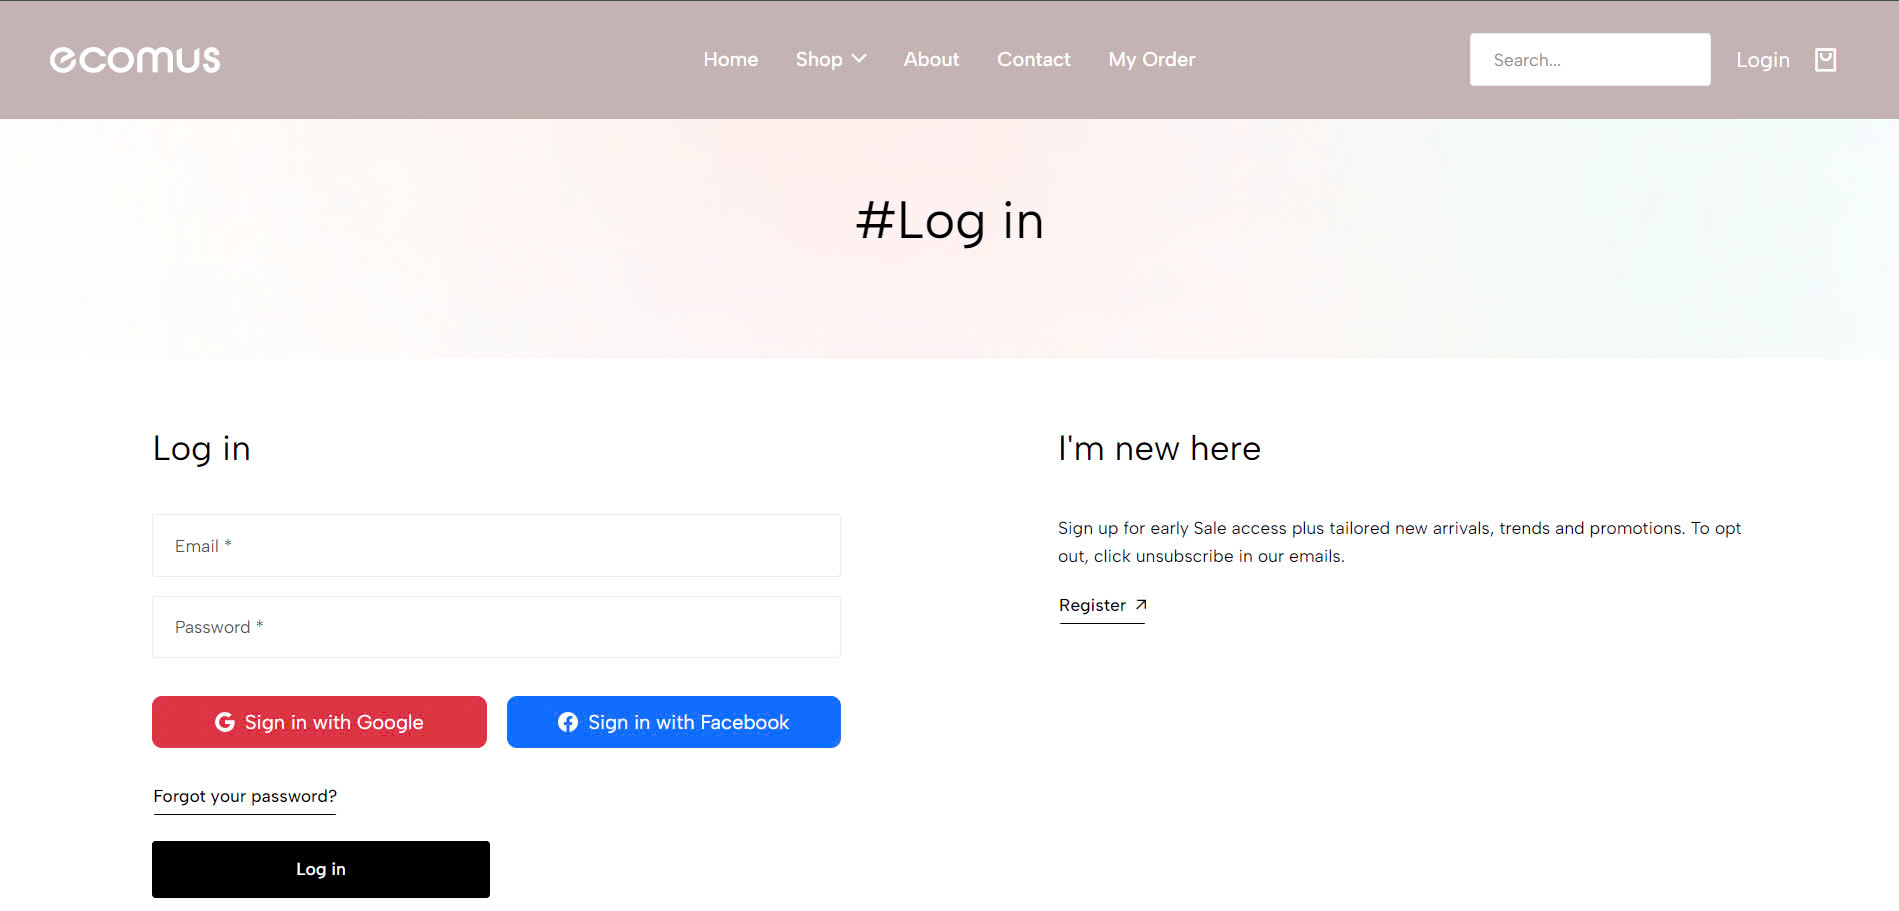 ecomus
Home Shop About Contact My Order
Search...
Login
#Log in
Log in
Email *
Password *
Sign in with Google
Sign in with Facebook
Forgot your password?
Log in
I'm new here
Sign up for early Sale access plus tailored new arrivals, trends and promotions. To opt
out, click unsubscribe in our emails.
Register